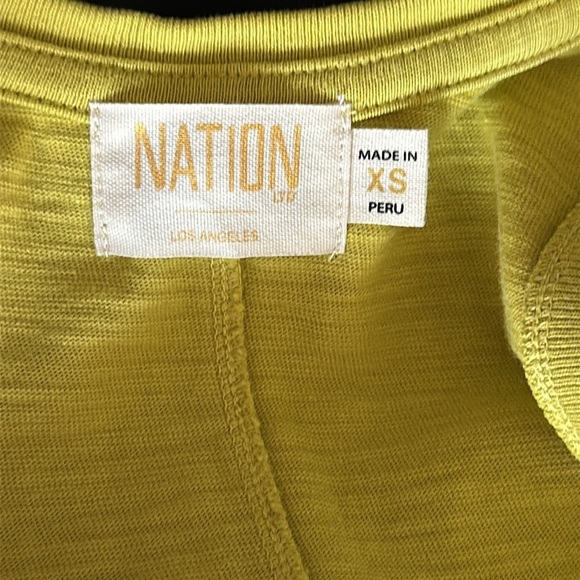 NATION
LTD
LOS ANGELES
MADE IN
XS
PERU